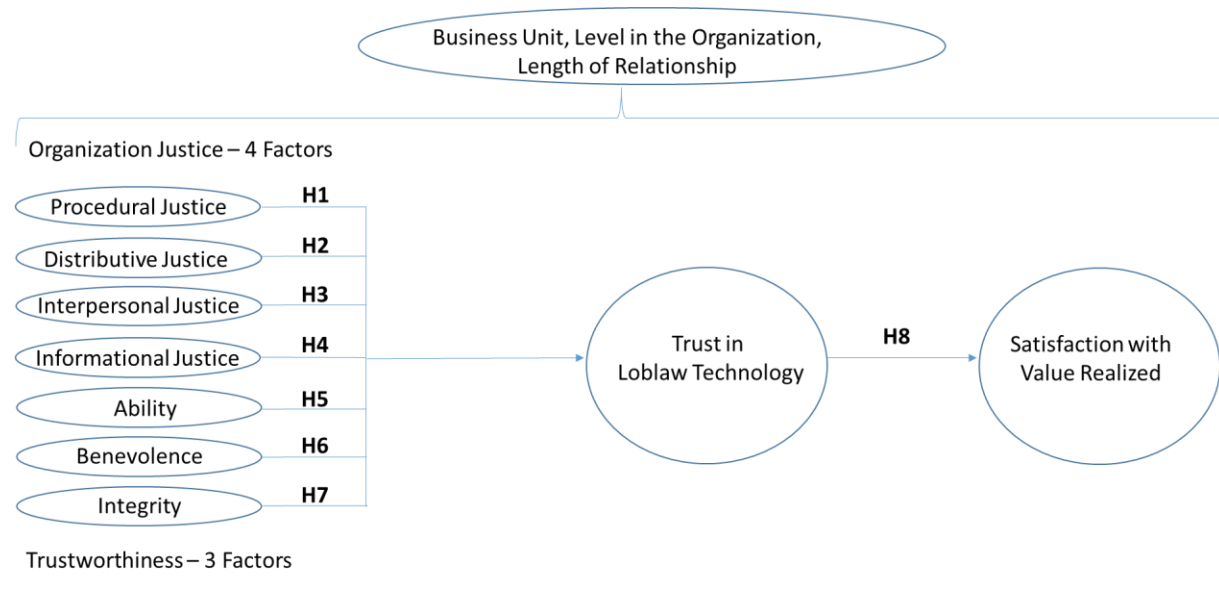 Business Unit, Level in the Organization,
Length of Relationship
Organization Justice – 4 Factors
Procedural Justice
H1
Distributive Justice
H2
Interpersonal Justice
H3
Informational Justice
H4
Ability
H5
Benevolence
H6
Integrity
H7
Trustworthiness – 3 Factors
Trust in
Loblaw Technology
H8
Satisfaction with
Value Realized